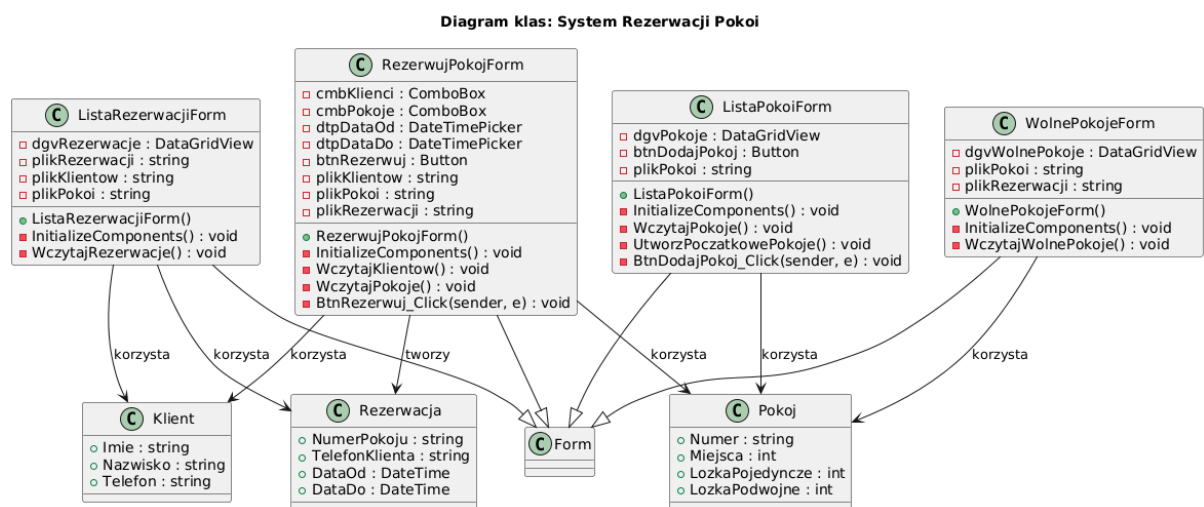 Diagram klas: System Rezerwacji Pokoi
C ListaRezerwacjiForm
dgvRezerwacje : DataGridView
plikRezerwacji : string
plikKlientow : string
plikPokoi : string
ListaRezerwacjiForm()
InitializeComponents() : void
WczytajRezerwacje() : void
C RezerwujPokojForm
cmbKlienci : ComboBox
cmbPokoje : ComboBox
dtpDataOd : DateTimePicker
dtpDataDo : DateTimePicker
btnRezerwuj : Button
plikKlientow : string
plikPokoi : string
plikRezerwacji : string
RezerwujPokojForm()
InitializeComponents() : void
WczytajKlientow() : void
WczytajPokoje() : void
BtnRezerwuj_Click(sender, e) : void
C ListaPokoiForm
dgvPokoje : DataGridView
btnDodajPokoj : Button
plikPokoi : string
ListaPokoiForm()
InitializeComponents() : void
WczytajPokoje() : void
UtworzPoczatkowePokoje() : void
BtnDodajPokoj_Click(sender, e) : void
C WolnePokojeForm
dgvWolnePokoje : DataGridView
plikPokoi : string
plikRezerwacji : string
WolnePokojeForm()
InitializeComponents() : void
WczytajWolnePokoje() : void
korzysta
korzysta
korzysta
tworzy
korzysta
korzysta
korzysta
C Klient
Imie : string
Nazwisko : string
Telefon : string
C Rezerwacja
NumerPokoju : string
TelefonKlienta : string
DataOd : DateTime
DataDo : DateTime
C Form
C Pokoj
Numer : string
Miejsca : int
LozkaPojedyncze : int
LozkaPodwojne : int